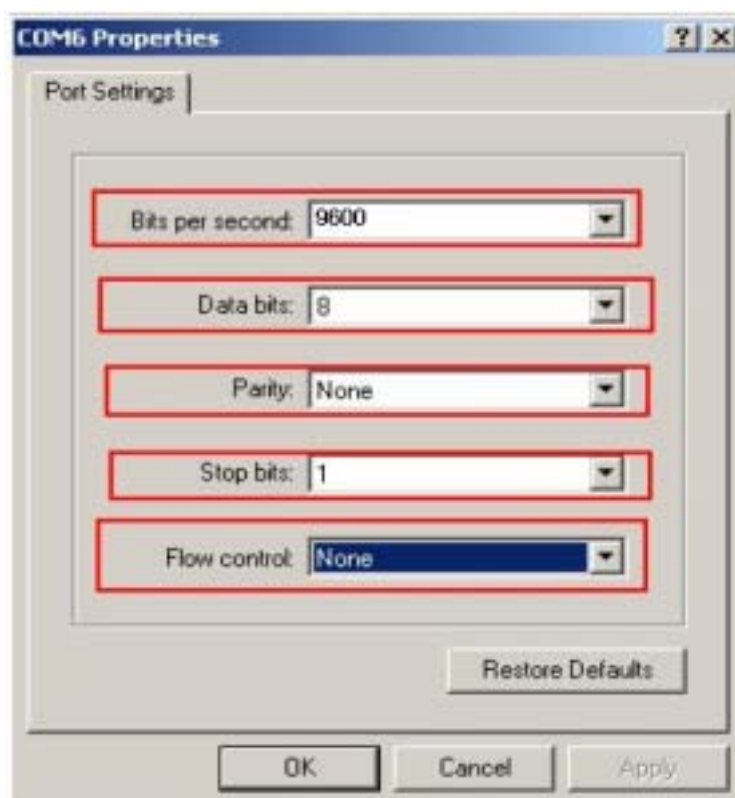 COM6 Properties
Port Settings
Bits per second: 9600
Data bits: 8
Parity: None
Stop bits: 1
Flow control: None
Restore Defaults
OK Cancel Apply